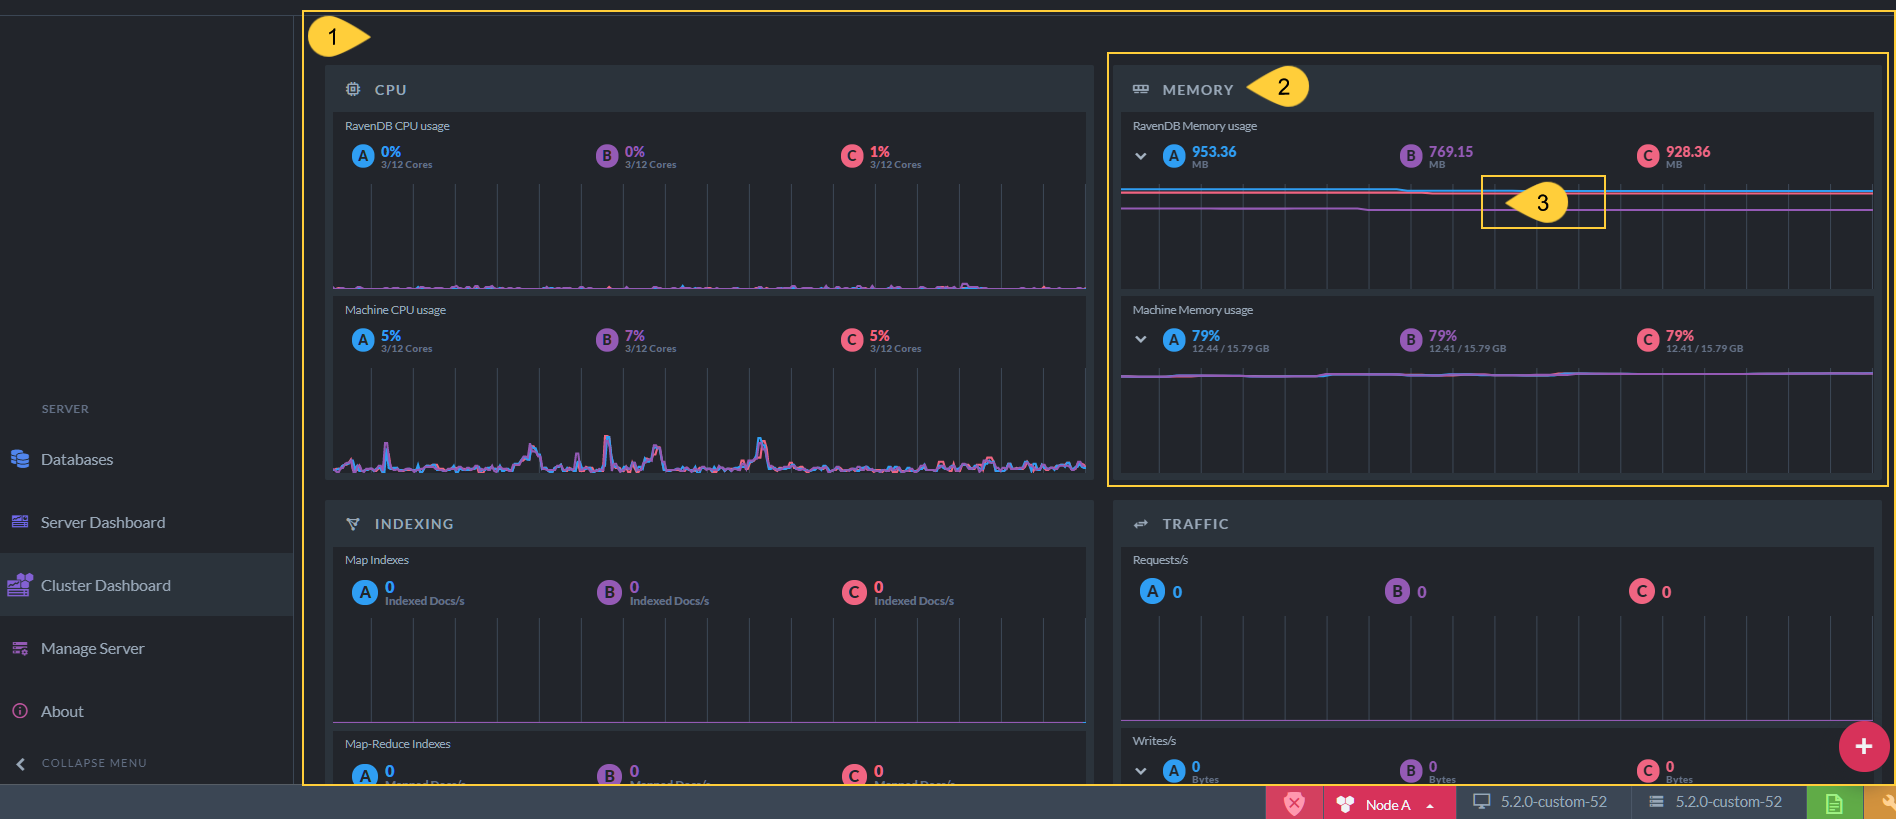 1
CPU
RavenDB CPU usage
A 0% B 0% C 1%
3/12 Cores 3/12 Cores 3/12 Cores
Machine CPU usage
A 5% B 7% C 5%
3/12 Cores 3/12 Cores 3/12 Cores
MEMORY 2
RavenDB Memory usage
A 953.36 B 769.15 C 928.36
MB MB MB
3
Machine Memory usage
A 79% B 79% C 79%
12.44 / 15.79 GB 12.41 / 15.79 GB 12.41 / 15.79 GB
SERVER
Databases
Server Dashboard
Cluster Dashboard
Manage Server
About
COLLAPSE MENU
INDEXING
Map Indexes
A 0 B 0 C 0
Indexed Docs/s Indexed Docs/s Indexed Docs/s
Map-Reduce Indexes
A 0 B 0 C 0
Mapped Docs/s Mapped Docs/s Mapped Docs/s
TRAFFIC
Requests/s
A 0 B 0 C 0
Writes/s
A 0 B 0 C 0
Bytes Bytes Bytes
+
Node A 5.2.0-custom-52 5.2.0-custom-52